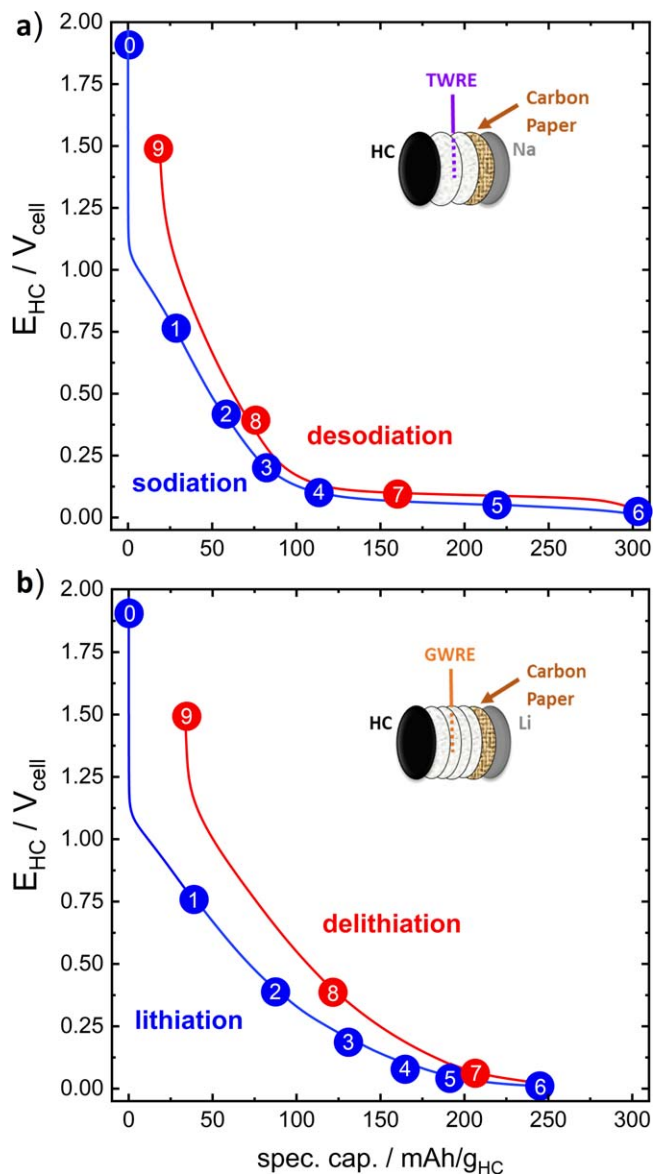 a)
E_HC / V_cell
2.00
1.75
1.50
1.25
1.00
0.75
0.50
0.25
0.00
0
9
1
2
8
3
4
7
5
6
TWRE
Carbon
Paper
HC
Na
desodiation
sodiation
0 50 100 150 200 250 300
b)
E_HC / V_cell
2.00
1.75
1.50
1.25
1.00
0.75
0.50
0.25
0.00
0
9
1
2
8
3
4
5
7
6
GWRE
Carbon
Paper
HC
Li
delithiation
lithiation
0 50 100 150 200 250 300
spec. cap. / mAh/g_HC